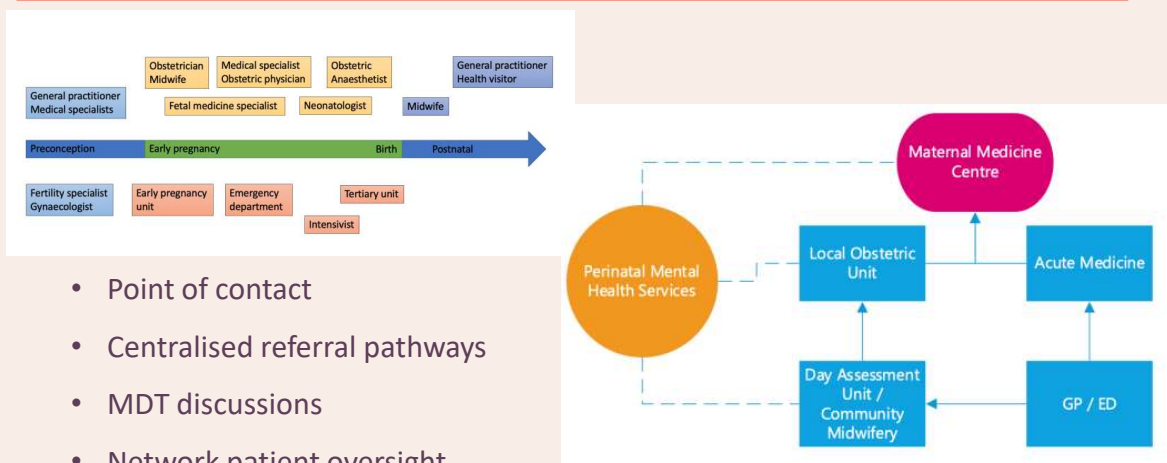 Obstetrician
Midwife
Medical specialist
Obstetric physician
Obstetric
Anaesthetist
General practitioner
Health visitor
General practitioner
Medical specialists
Fetal medicine specialist
Neonatologist
Midwife
Preconception
Early pregnancy
Birth
Postnatal
Fertility specialist
Gynaecologist
Early pregnancy
unit
Emergency
department
Tertiary unit
Intensivist
• Point of contact
• Centralised referral pathways
• MDT discussions
• Network patient oversight
Maternal Medicine
Centre
Perinatal Mental
Health Services
Local Obstetric
Unit
Acute Medicine
Day Assessment
Unit /
Community
Midwifery
GP / ED